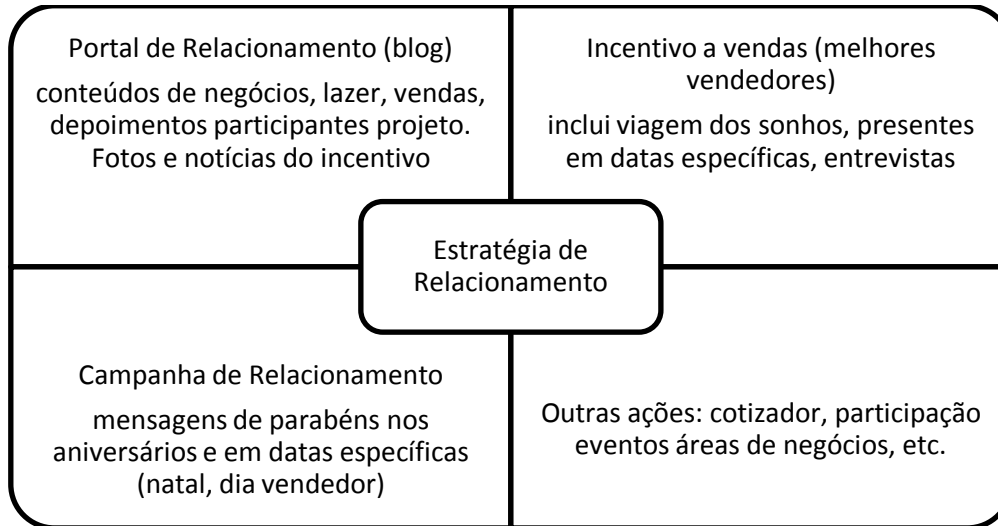 Portal de Relacionamento (blog)
conteúdos de negócios, lazer, vendas,
depoimentos participantes projeto.
Fotos e notícias do incentivo
Incentivo a vendas (melhores
vendedores)
inclui viagem dos sonhos, presentes
em datas específicas, entrevistas
Estratégia de
Relacionamento
Campanha de Relacionamento
mensagens de parabéns nos
aniversários e em datas específicas
(natal, dia vendedor)
Outras ações: cotizador, participação
eventos áreas de negócios, etc.